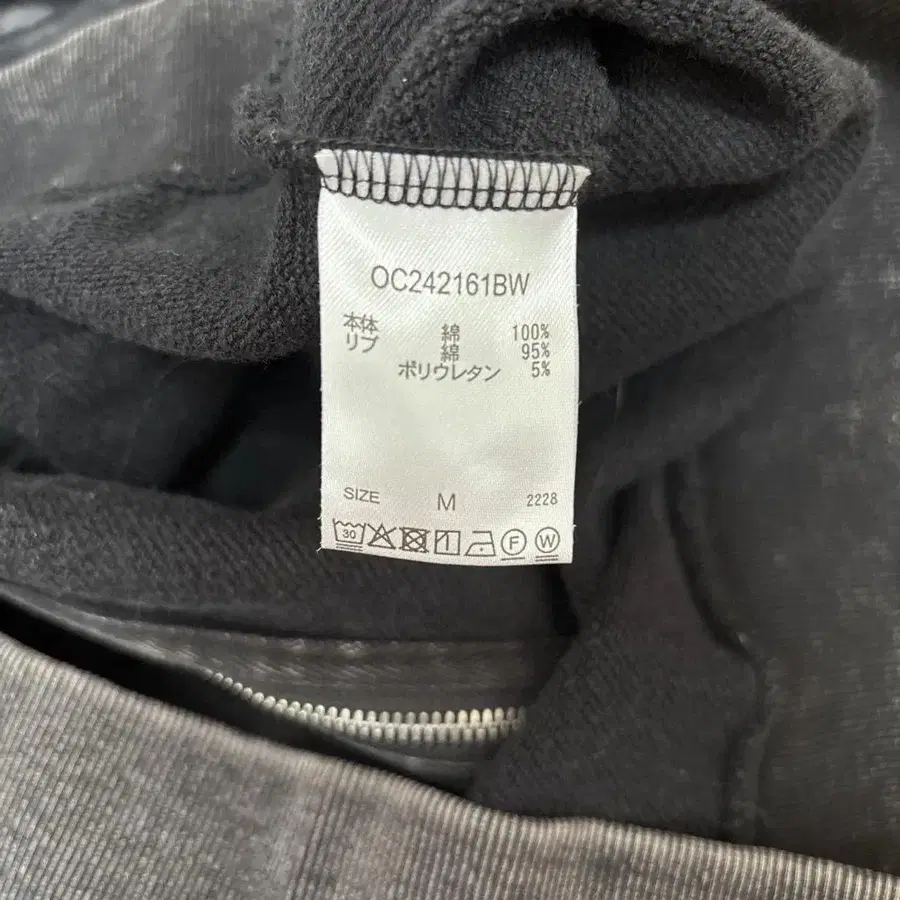 OC242161BW
本体 綿 100%
リブ 綿 95%
ポリウレタン 5%
SIZE M 2228
30 F W